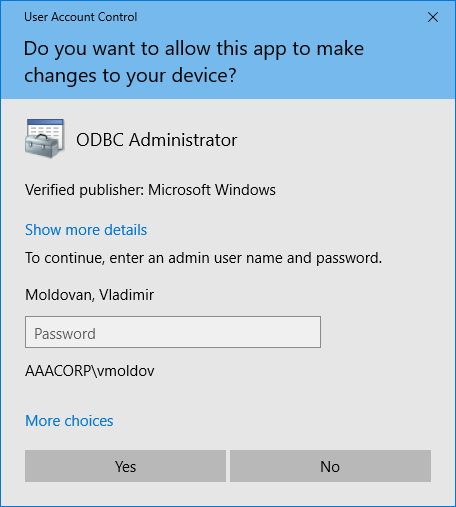 User Account Control
Do you want to allow this app to make
changes to your device?
ODBC Administrator
Verified publisher: Microsoft Windows
Show more details
To continue, enter an admin user name and password.
Moldovan, Vladimir
Password
AAACORP\vmoldov
More choices
Yes
No